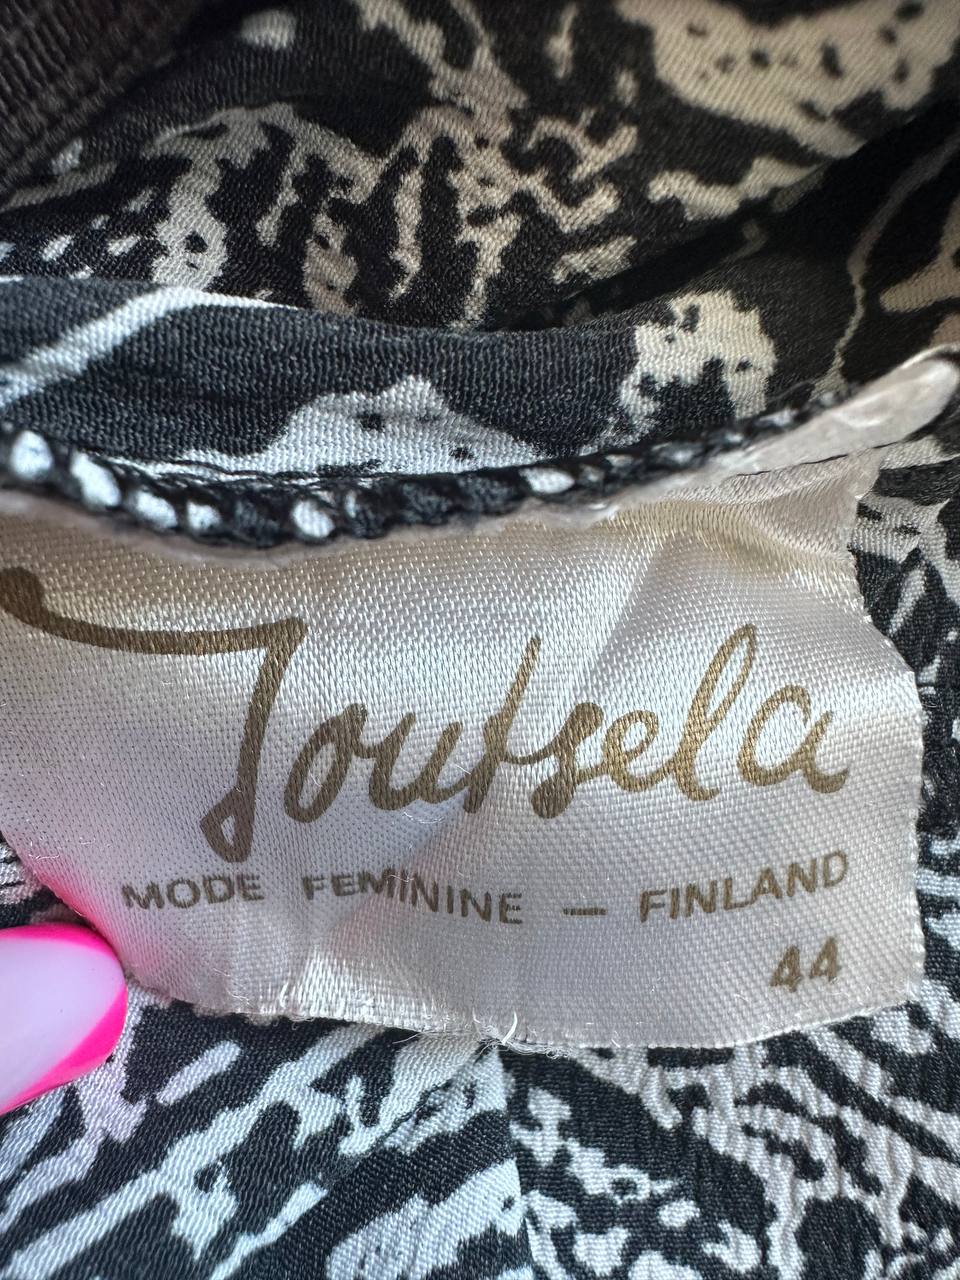 Joutsela
MODE FEMININE — FINLAND
44